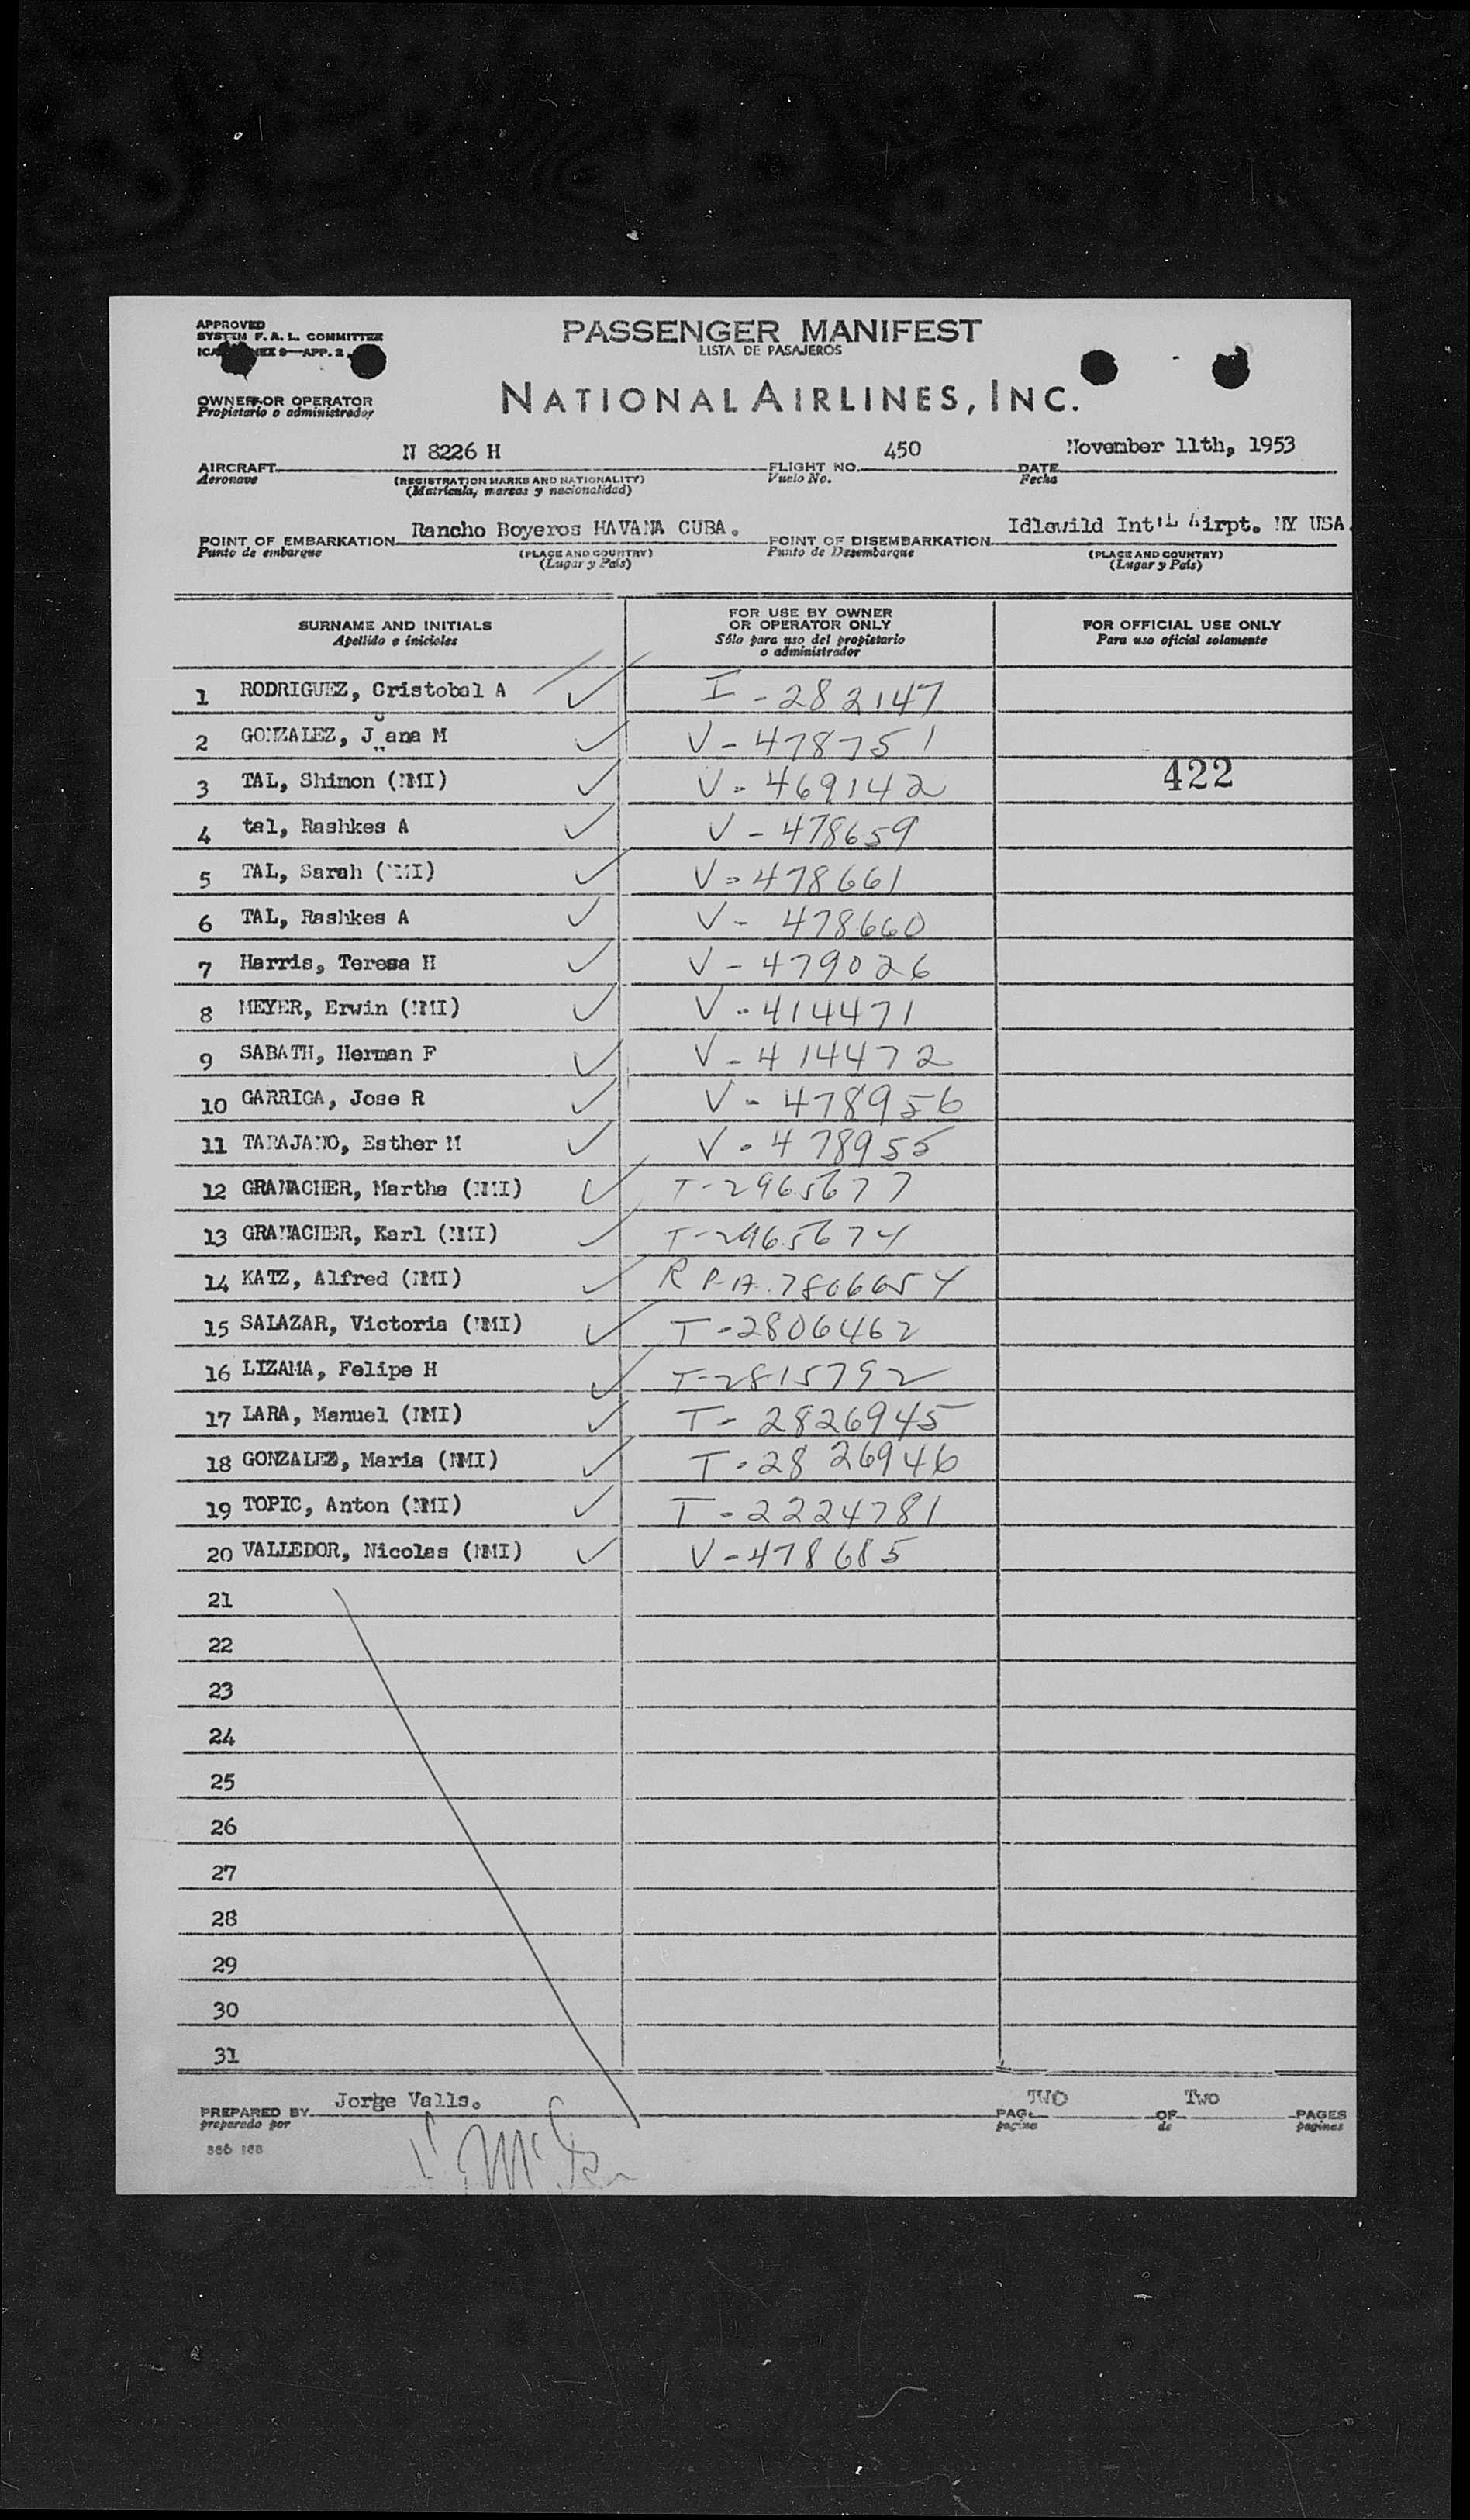 APPROVED
SYSTEM F. A. L. COMMITTEE
ANNEX 9—APP. 2
PASSENGER MANIFEST
LISTA DE PASAJEROS
NATIONAL AIRLINES, INC.
OWNER OR OPERATOR
Propietario o administrador
N 8226 H 450 November 11th, 1953
AIRCRAFT FLIGHT NO. DATE
Aeronave (REGISTRATION MARKS AND NATIONALITY) Vuelo No. Fecha
(Matrícula, marcas y nacionalidad)
Rancho Boyeros HAVANA CUBA. Idlewild Int'L Airpt. NY USA.
POINT OF EMBARKATION POINT OF DISEMBARKATION
Punto de embarque (PLACE AND COUNTRY) Punto de Desembarque (PLACE AND COUNTRY)
(Lugar y País) (Lugar y País)
SURNAME AND INITIALS FOR USE BY OWNER OR OPERATOR ONLY FOR OFFICIAL USE ONLY
Apellido e iniciales Sólo para uso del propietario o administrador Para uso oficial solamente
1 RODRIGUEZ, Cristobal A I - 282147
2 GONZALEZ, Juana M V - 478751
3 TAL, Shimon (NMI) V - 469142 422
4 tal, Rashkes A V - 478659
5 TAL, Sarah (NMI) V - 478661
6 TAL, Rashkes A V - 478660
7 Harris, Teresa H V - 479026
8 MEYER, Erwin (NMI) V - 414471
9 SABATH, Herman F V - 414472
10 GARRIGA, Jose R V - 478956
11 TARAJANO, Esther M V - 478955
12 GRANACHER, Martha (NMI) T - 2965677
13 GRANACHER, Karl (NMI) T - 2965674
14 KATZ, Alfred (NMI) R P-A. 7806654
15 SALAZAR, Victoria (NMI) T - 2806462
16 LIZAMA, Felipe H T - 2815792
17 LARA, Manuel (NMI) T - 2826945
18 GONZALEZ, Maria (NMI) T - 2826946
19 TOPIC, Anton (NMI) T - 2224781
20 VALLEDOR, Nicolas (NMI) V - 478685
21
22
23
24
25
26
27
28
29
30
31
Jorge Valls. TWO Two
PREPARED BY PAGE OF PAGES
preparado por pagina de paginas